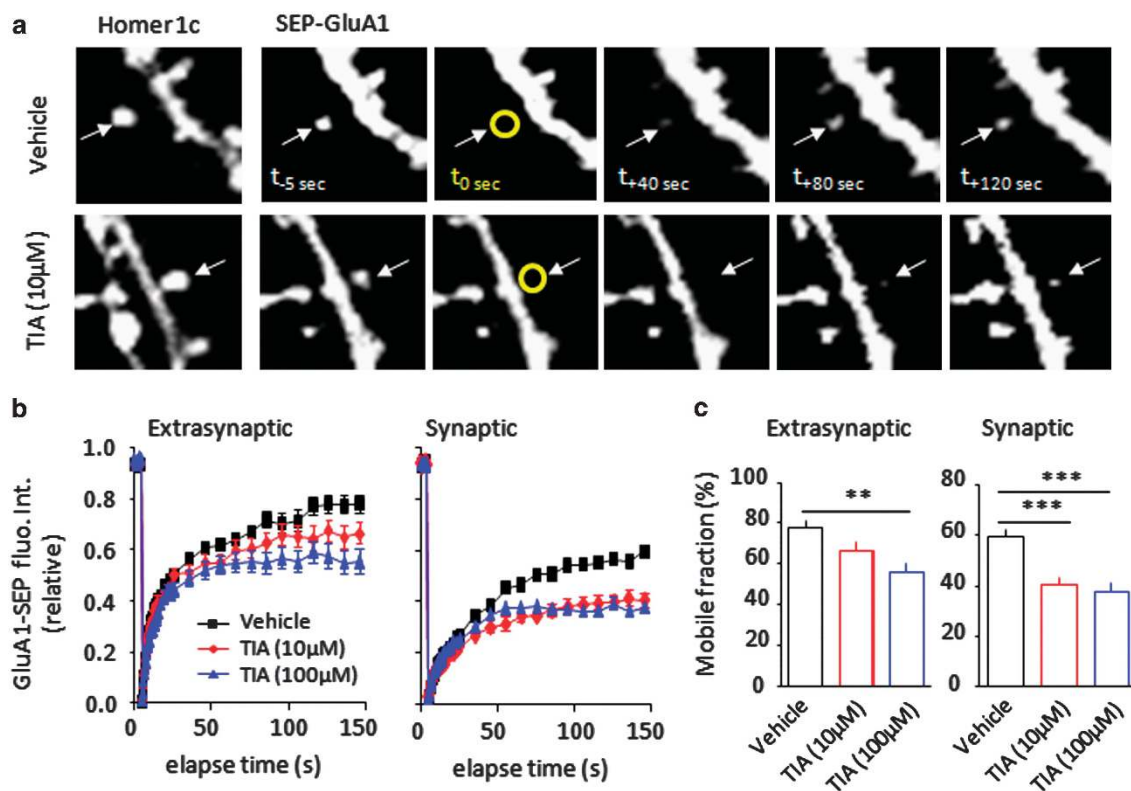 a
Homer1c SEP-GluA1
Vehicle
t-5 sec t0 sec t+40 sec t+80 sec t+120 sec
TIA (10µM)
b
Extrasynaptic Synaptic
GluA1-SEP fluo. Int.
(relative)
1.0
0.8
0.6
0.4
0.2
0.0
Vehicle
TIA (10µM)
TIA (100µM)
0 50 100 150 0 50 100 150
elapse time (s) elapse time (s)
c
Extrasynaptic Synaptic
Mobile fraction (%)
100
80
60
40
20
0
**
Vehicle
TIA (10µM)
TIA (100µM)
80
60
40
20
0
***
***
Vehicle
TIA (10µM)
TIA (100µM)